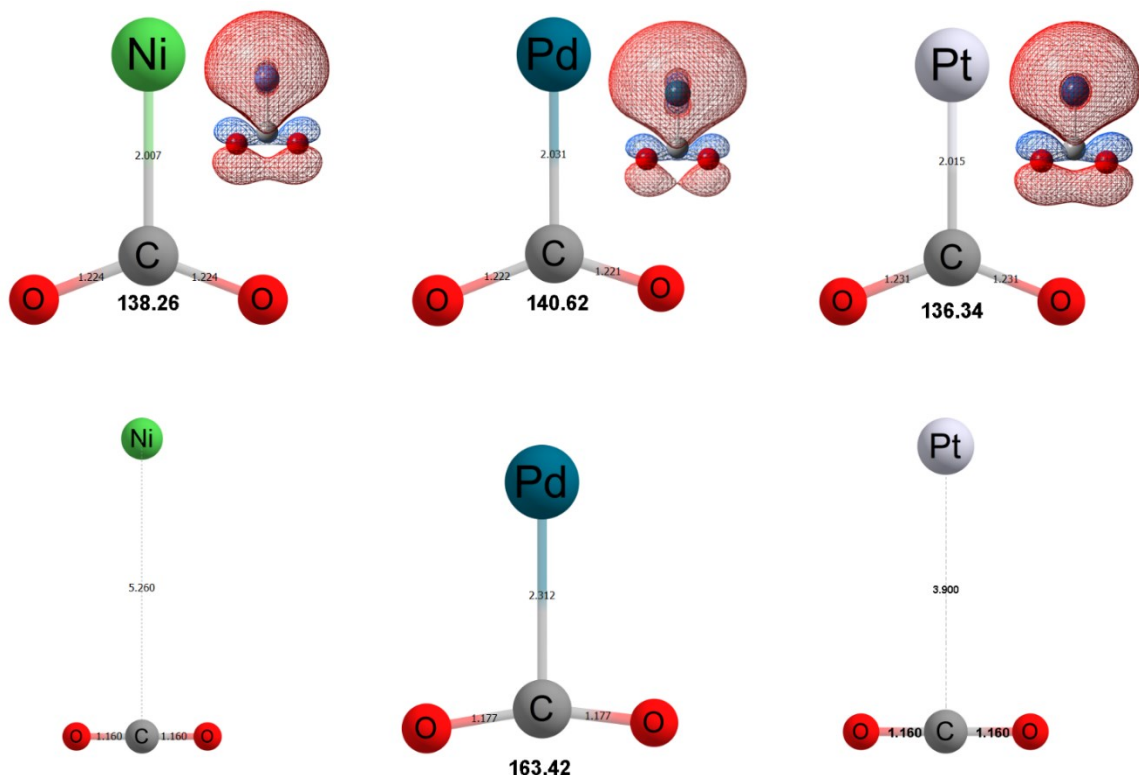 Ni
2.007
C
O
1.224
1.224
O
138.26
Pd
2.031
C
O
1.222
1.221
O
140.62
Pt
2.015
C
O
1.231
1.231
O
136.34
Ni
5.260
O
1.160
C
1.160
O
Pd
2.312
O
1.177
C
1.177
O
163.42
Pt
3.900
O
1.160
C
1.160
O